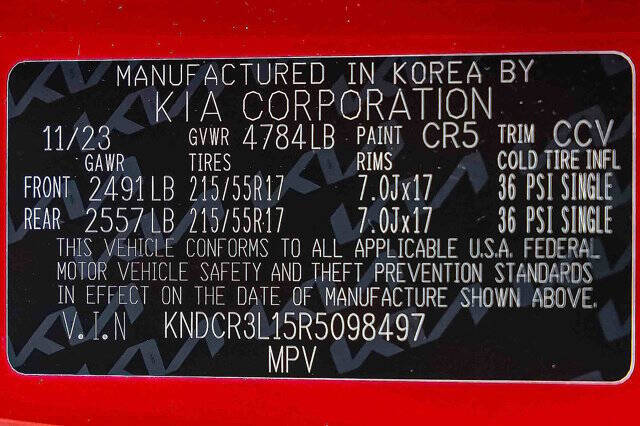 MANUFACTURED IN KOREA BY
KIA CORPORATION
11/23 GVWR 4784LB PAINT CR5 TRIM CCV
GAWR TIRES RIMS COLD TIRE INFL
FRONT 2491LB 215/55R17 7.0Jx17 36 PSI SINGLE
REAR 2557LB 215/55R17 7.0Jx17 36 PSI SINGLE
THIS VEHICLE CONFORMS TO ALL APPLICABLE U.S.A. FEDERAL
MOTOR VEHICLE SAFETY AND THEFT PREVENTION STANDARDS
IN EFFECT ON THE DATE OF MANUFACTURE SHOWN ABOVE.
V.I.N KNDCR3L15R5098497
MPV